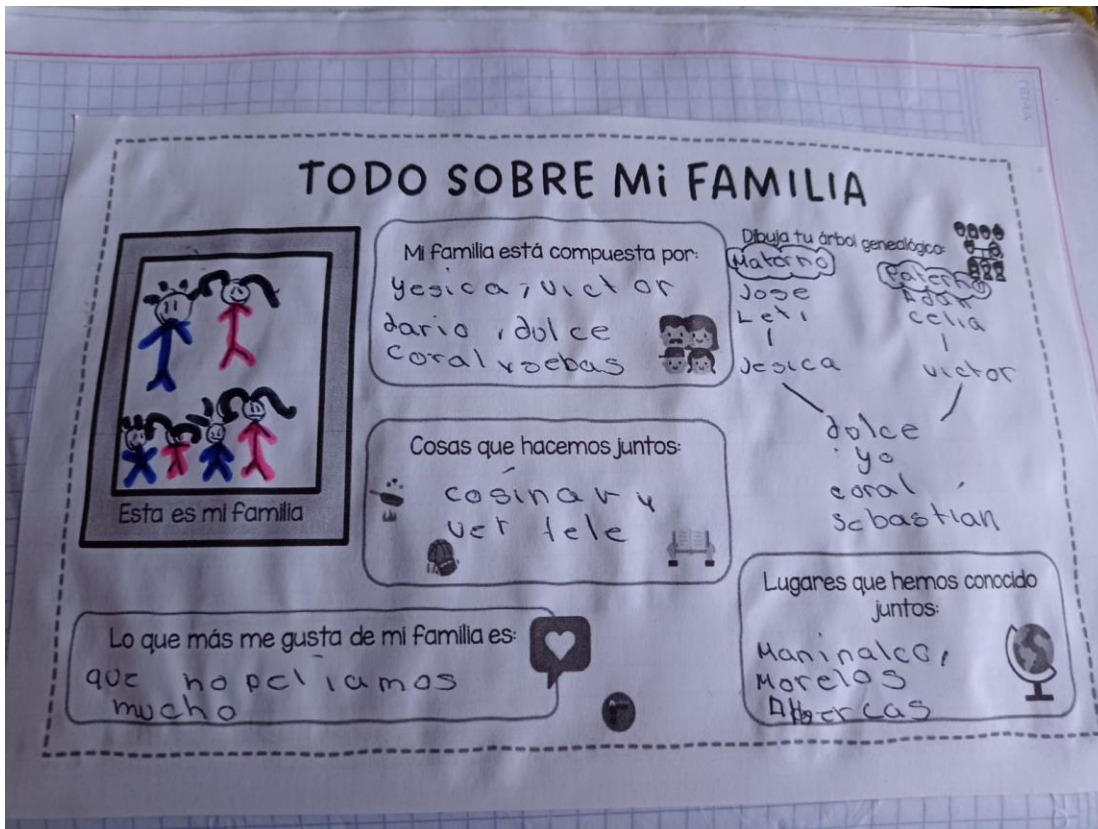 TODO SOBRE Mi FAMILIA
Esta es mi familia
Mi familia está compuesta por:
yesica, victor
dario, dolce
coral y sebas
Cosas que hacemos juntos:
cosinar y
ver tele
Lo que más me gusta de mi familia es:
que no peliamos
mucho
Dibuja tu árbol genealógico:
Materno
Jose
Leti
Jesica
Paterno
Adan
celia
victor
dolce
yo
coral
sebastian
Lugares que hemos conocido
juntos:
Maninalco,
Morelos
Albercas